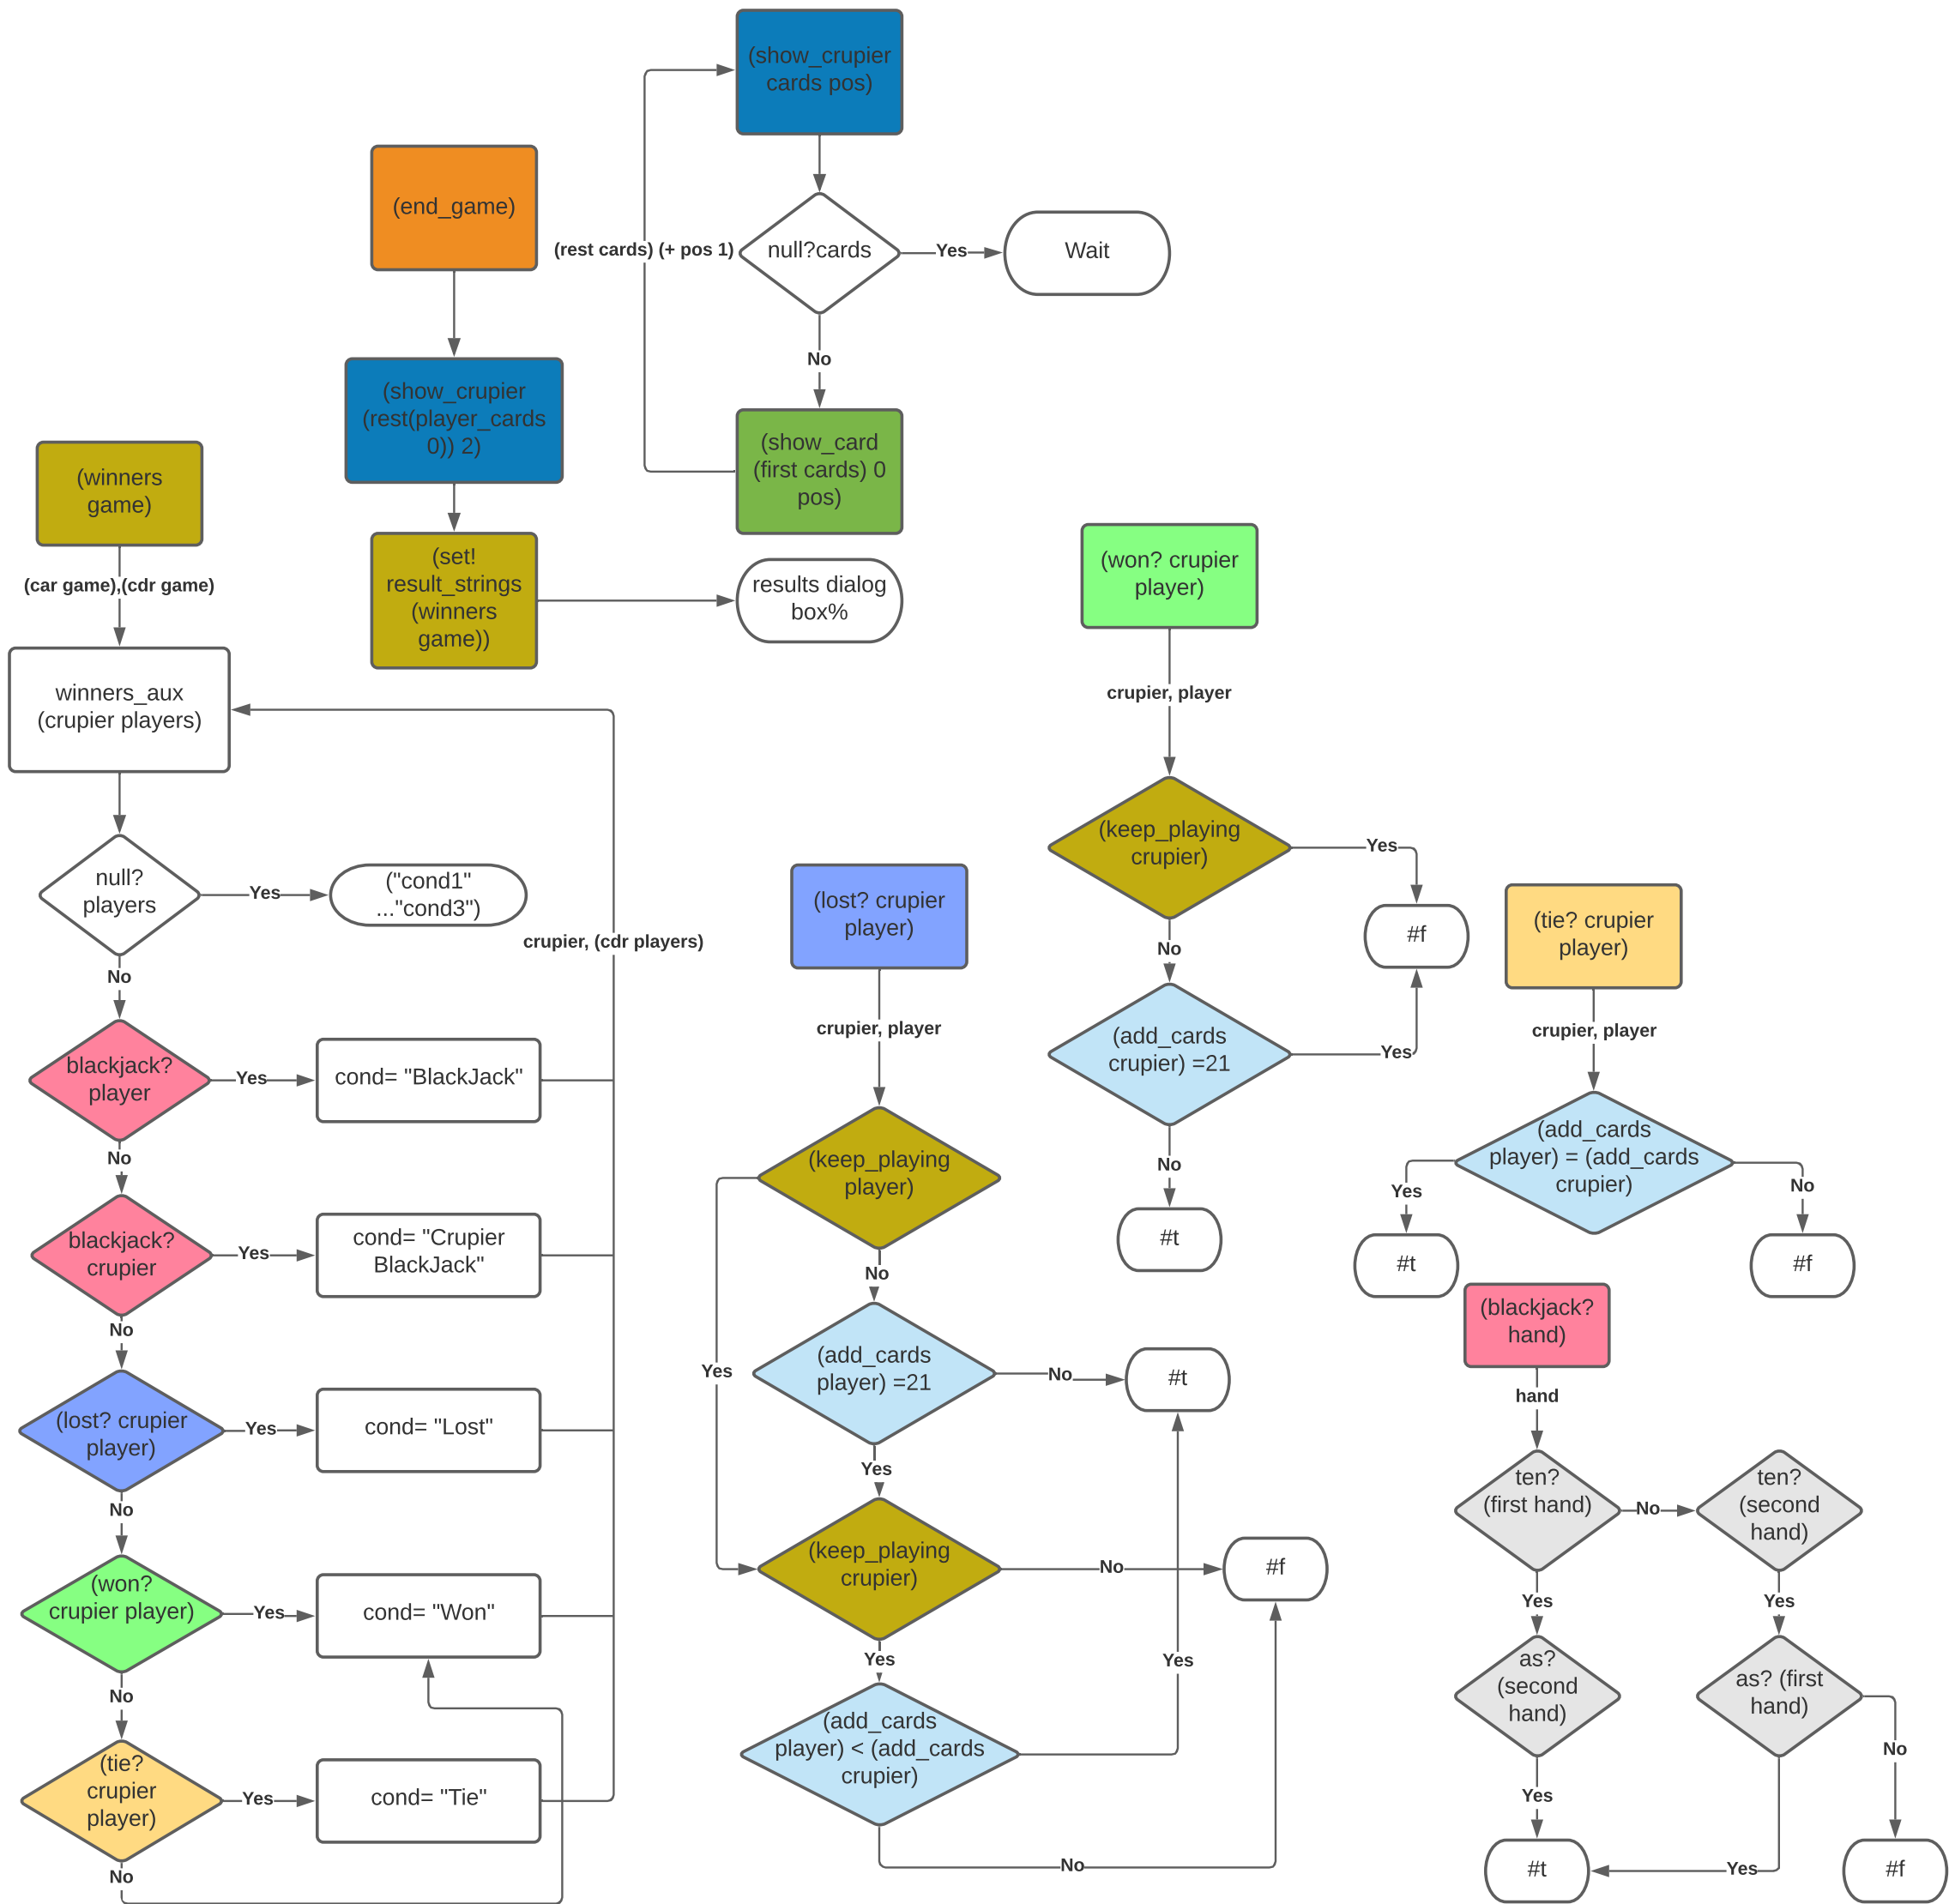 (show_crupier
cards pos)
(rest cards) (+ pos 1)
null?cards
Yes
Wait
No
(show_card
(first cards) 0
pos)
(end_game)
(show_crupier
(rest(player_cards
0)) 2)
(set!
result_strings
(winners
game))
results dialog
box%
(winners
game)
(car game),(cdr game)
winners_aux
(crupier players)
null?
players
Yes
("cond1"
..."cond3")
No
crupier, (cdr players)
blackjack?
player
Yes
cond= "BlackJack"
No
blackjack?
crupier
Yes
cond= "Crupier
BlackJack"
No
(lost? crupier
player)
Yes
cond= "Lost"
No
(won?
crupier player)
Yes
cond= "Won"
No
(tie?
crupier
player)
Yes
cond= "Tie"
No
(lost? crupier
player)
crupier, player
(keep_playing
player)
Yes
No
(add_cards
player) =21
No
#t
Yes
(keep_playing
crupier)
No
#f
Yes
(add_cards
player) < (add_cards
crupier)
Yes
No
(won? crupier
player)
crupier, player
(keep_playing
crupier)
Yes
#f
No
(add_cards
crupier) =21
Yes
No
#t
(tie? crupier
player)
crupier, player
(add_cards
player) = (add_cards
crupier)
Yes
#t
No
#f
(blackjack?
hand)
hand
ten?
(first hand)
No
ten?
(second
hand)
Yes
Yes
as?
(second
hand)
as? (first
hand)
No
Yes
#t
Yes
#f